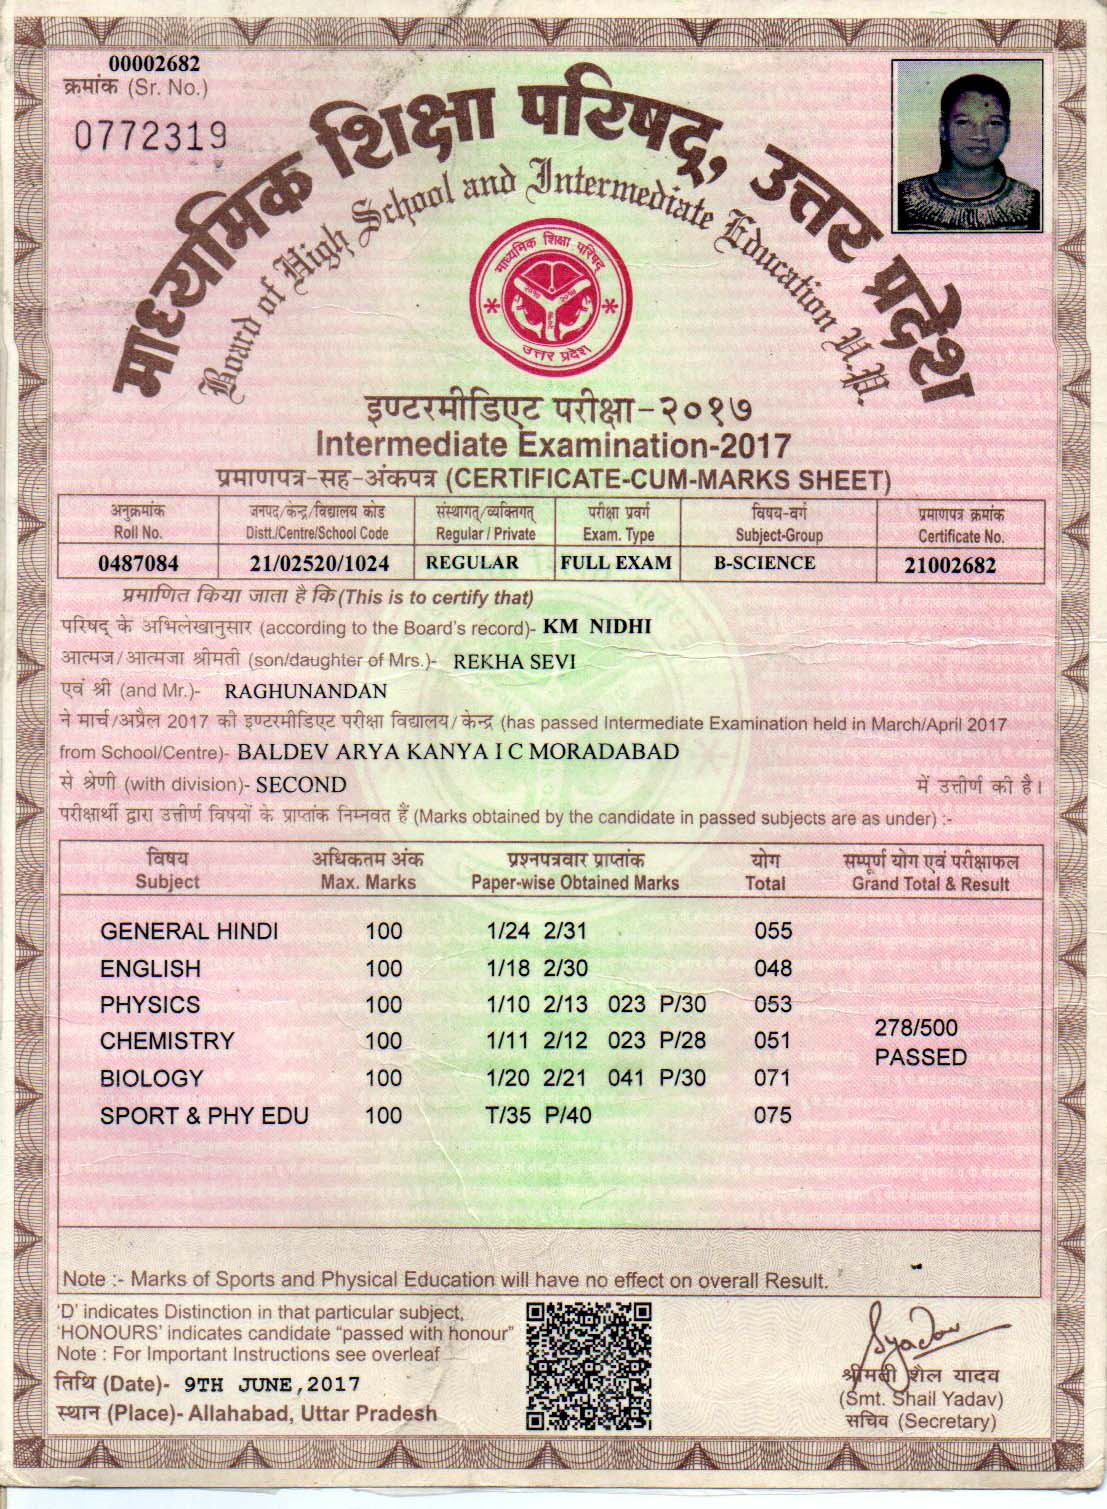 00002682
क्रमांक (Sr. No.)
0772319
माध्यमिक शिक्षा परिषद्, उत्तर प्रदेश
Board of High School and Intermediate Education U.P.
माध्यमिक शिक्षा परिषद
उत्तर प्रदेश
इण्टरमीडिएट परीक्षा-२०१७
Intermediate Examination-2017
प्रमाणपत्र-सह-अंकपत्र (CERTIFICATE-CUM-MARKS SHEET)
अनुक्रमांक जनपद/केन्द्र/विद्यालय कोड संस्थागत्/व्यक्तिगत् परीक्षा प्रवर्ग विषय-वर्ग प्रमाणपत्र क्रमांक
Roll No. Distt./Centre/School Code Regular / Private Exam. Type Subject-Group Certificate No.
0487084 21/02520/1024 REGULAR FULL EXAM B-SCIENCE 21002682
प्रमाणित किया जाता है कि (This is to certify that)
परिषद् के अभिलेखानुसार (according to the Board's record)- KM NIDHI
आत्मज/आत्मजा श्रीमती (son/daughter of Mrs.)- REKHA SEVI
एवं श्री (and Mr.)- RAGHUNANDAN
ने मार्च/अप्रैल 2017 की इण्टरमीडिएट परीक्षा विद्यालय/केन्द्र (has passed Intermediate Examination held in March/April 2017
from School/Centre)- BALDEV ARYA KANYA I C MORADABAD
से श्रेणी (with division)- SECOND में उत्तीर्ण की है।
परीक्षार्थी द्वारा उत्तीर्ण विषयों के प्राप्तांक निम्नवत हैं (Marks obtained by the candidate in passed subjects are as under) :-
विषय अधिकतम अंक प्रश्नपत्रवार प्राप्तांक योग सम्पूर्ण योग एवं परीक्षाफल
Subject Max. Marks Paper-wise Obtained Marks Total Grand Total & Result
GENERAL HINDI 100 1/24 2/31 055
ENGLISH 100 1/18 2/30 048
PHYSICS 100 1/10 2/13 023 P/30 053
278/500
CHEMISTRY 100 1/11 2/12 023 P/28 051
PASSED
BIOLOGY 100 1/20 2/21 041 P/30 071
SPORT & PHY EDU 100 T/35 P/40 075
Note :- Marks of Sports and Physical Education will have no effect on overall Result.
'D' indicates Distinction in that particular subject,
'HONOURS' indicates candidate "passed with honour"
Note : For Important Instructions see overleaf
तिथि (Date)- 9TH JUNE,2017
स्थान (Place)- Allahabad, Uttar Pradesh
Syadav
श्रीमती शैल यादव
(Smt. Shail Yadav)
सचिव (Secretary)